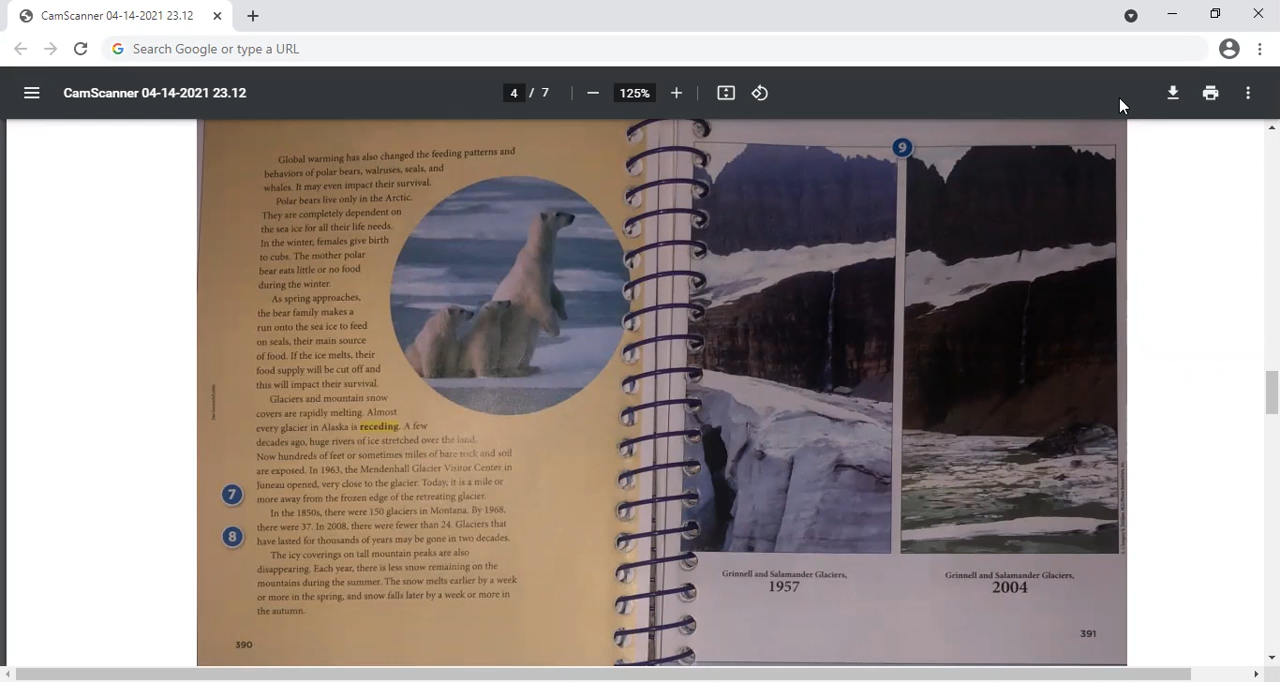 CamScanner 04-14-2021 23.12
Search Google or type a URL
CamScanner 04-14-2021 23.12
4 / 7
125%
Global warming has also changed the feeding patterns and
behaviors of polar bears, walruses, seals, and
whales. It may even impact their survival.
Polar bears live only in the Arctic.
They are completely dependent on
the sea ice for all their life needs.
In the winter, females give birth
to cubs. The mother polar
bear eats little or no food
during the winter.
As spring approaches,
the bear family makes a
run onto the sea ice to feed
on seals, their main source
of food. If the ice melts, their
food supply will be cut off and
this will impact their survival.
Glaciers and mountain snow
covers are rapidly melting. Almost
every glacier in Alaska is receding. A few
decades ago, huge rivers of ice stretched over the land.
Now hundreds of feet or sometimes miles of bare rock and soil
are exposed. In 1963, the Mendenhall Glacier Visitor Center in
Juneau opened, very close to the glacier. Today, it is a mile or
7
more away from the frozen edge of the retreating glacier.
In the 1850s, there were 150 glaciers in Montana. By 1968,
8
there were 37. In 2008, there were fewer than 24. Glaciers that
have lasted for thousands of years may be gone in two decades.
The icy coverings on tall mountain peaks are also
disappearing. Each year, there is less snow remaining on the
mountains during the summer. The snow melts earlier by a week
or more in the spring, and snow falls later by a week or more in
the autumn.
390
9
Grinnell and Salamander Glaciers,
1957
Grinnell and Salamander Glaciers,
2004
391